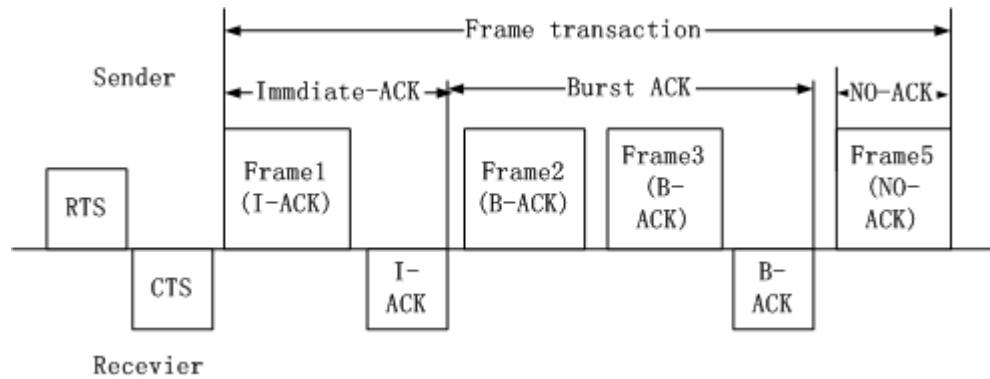 Frame transaction
Sender
Immdiate-ACK
Burst ACK
NO-ACK
Frame1
(I-ACK)
Frame2
(B-ACK)
Frame3
(B-
ACK)
Frame5
(NO-
ACK)
RTS
CTS
I-
ACK
B-
ACK
Recevier